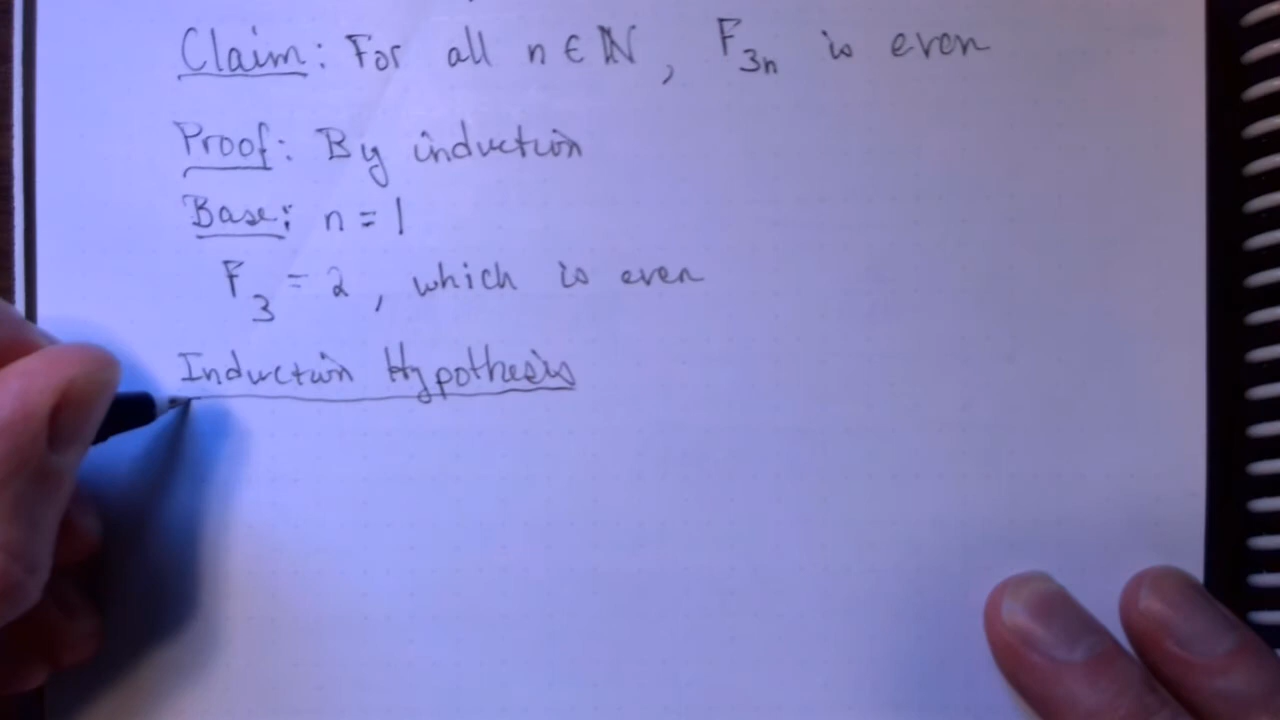 Claim: For all n ∈ ℕ, F₃ₙ is even
Proof: By induction
Base: n = 1
F₃ = 2, which is even
Induction Hypothesis